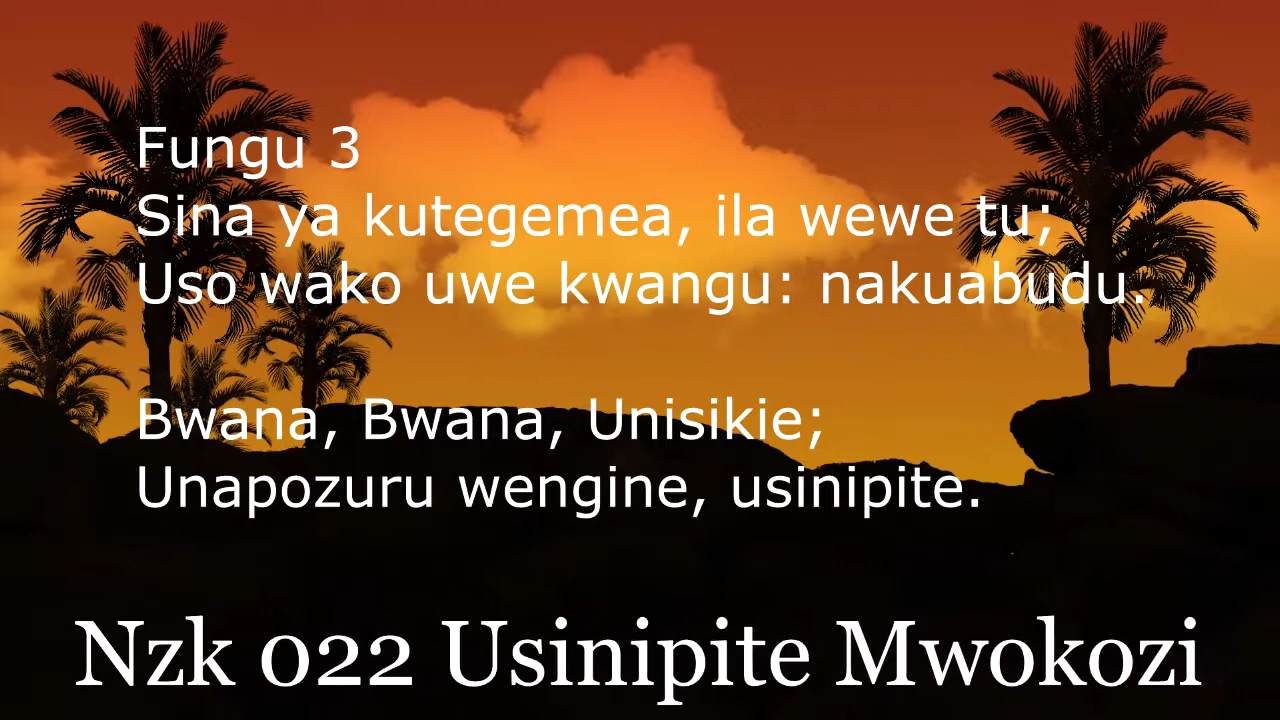 Fungu 3
Sina ya kutegemea, ila wewe tu;
Uso wako uwe kwangu: nakuabudu.
Bwana, Bwana, Unisikie;
Unapozuru wengine, usinipite.
Nzk 022 Usinipite Mwokozi